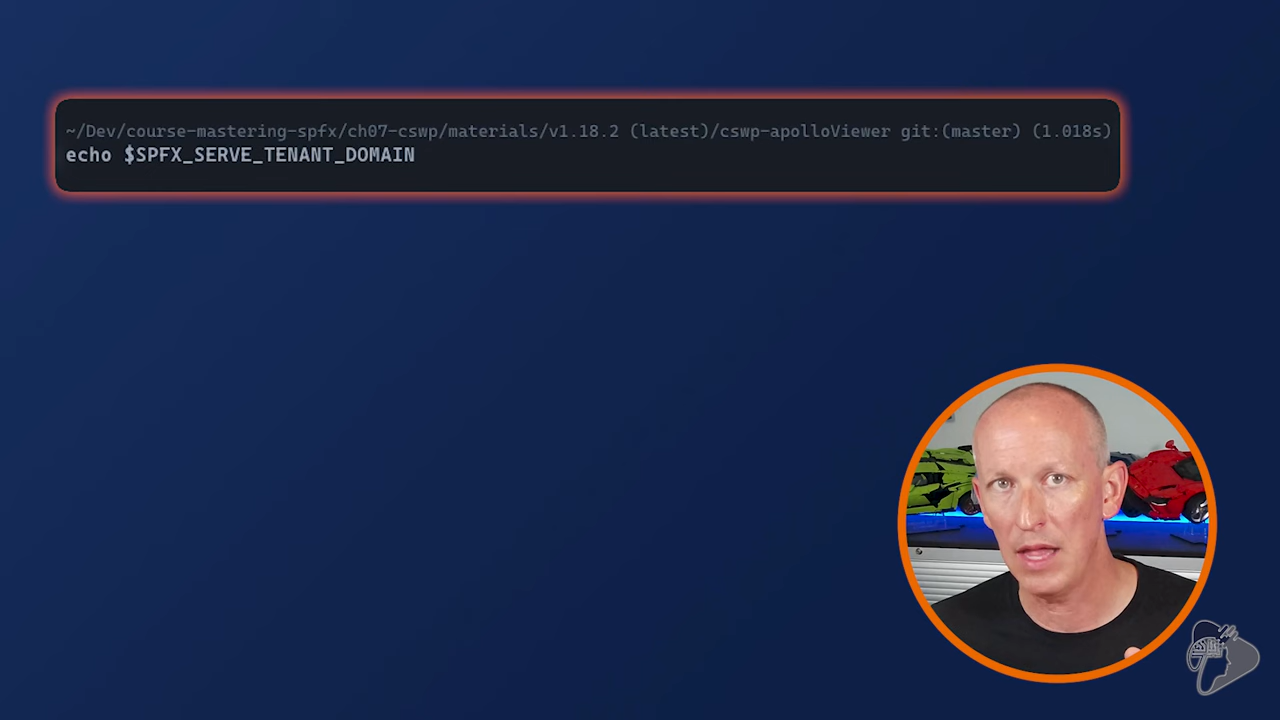 ~/Dev/course-mastering-spfx/ch07-cswp/materials/v1.18.2 (latest)/cswp-apolloViewer git:(master) (1.018s)
echo $SPFX_SERVE_TENANT_DOMAIN